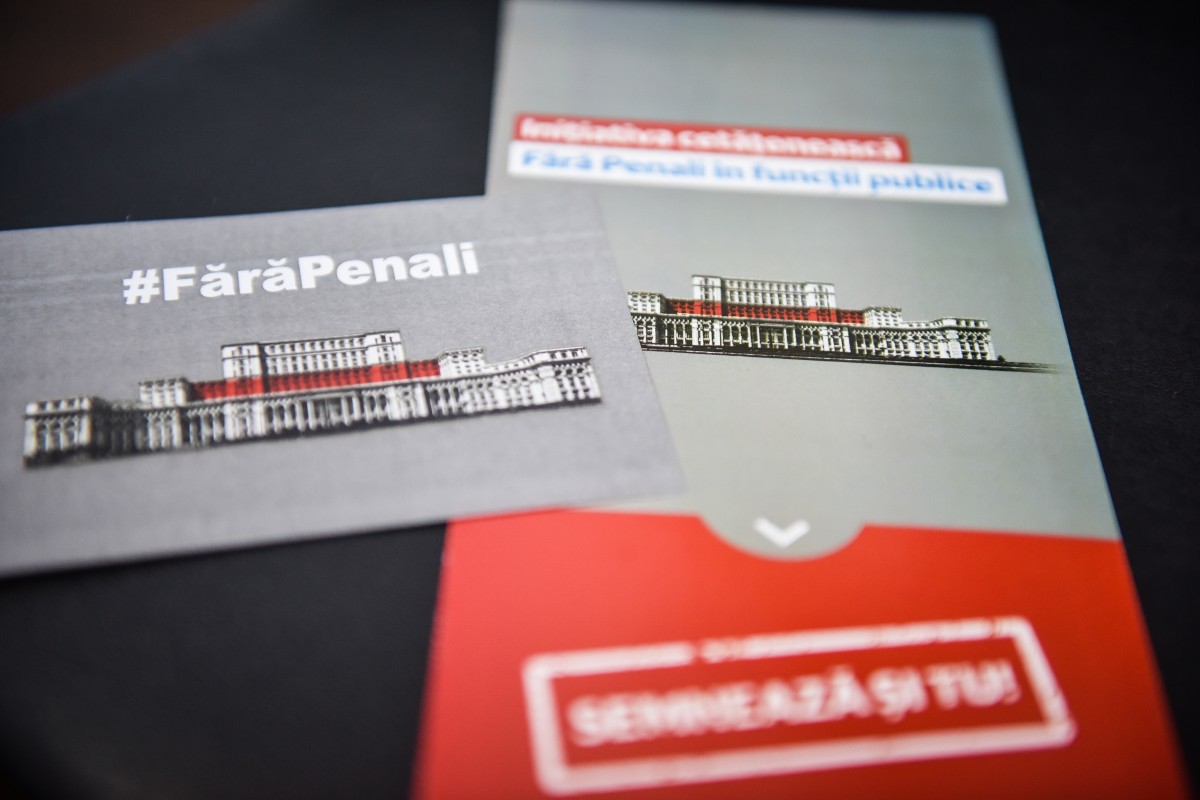 #FărăPenali
Inițiativa cetățenească
Fără Penali în funcții publice
SEMNEAZĂ ȘI TU!